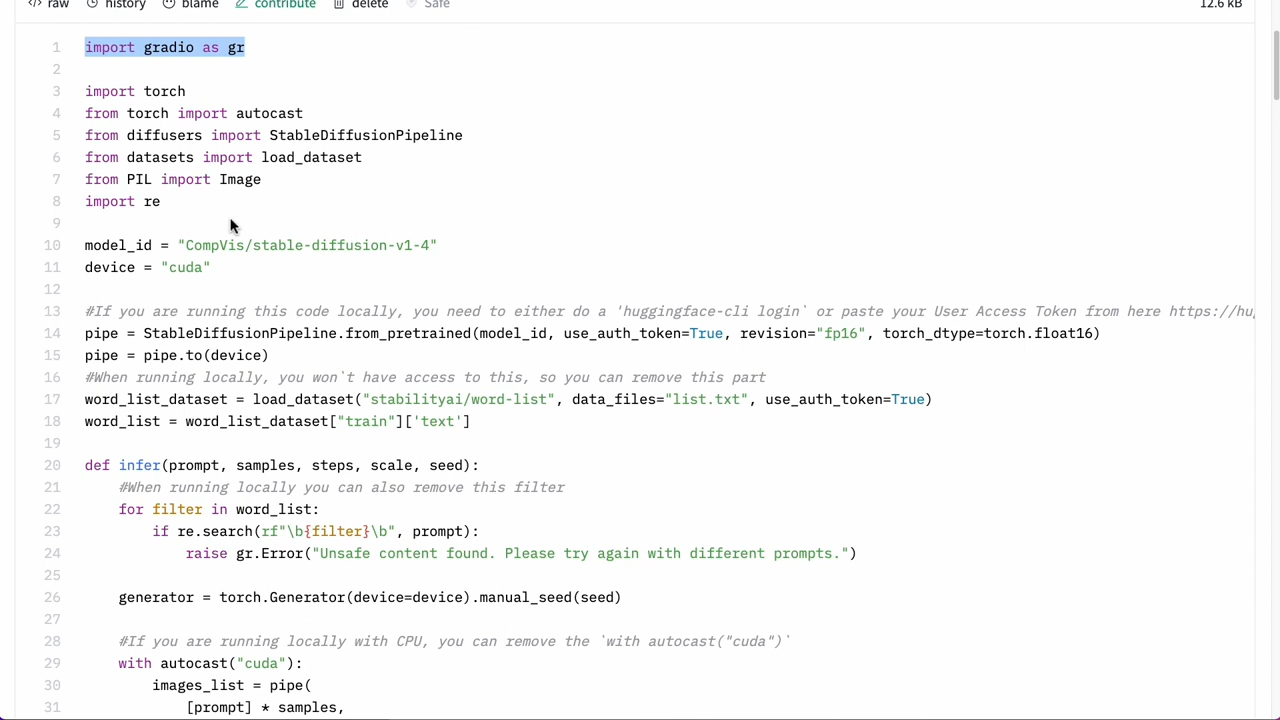 raw history blame contribute delete Safe 12.6 kB
1 import gradio as gr
2
3 import torch
4 from torch import autocast
5 from diffusers import StableDiffusionPipeline
6 from datasets import load_dataset
7 from PIL import Image
8 import re
9
10 model_id = "CompVis/stable-diffusion-v1-4"
11 device = "cuda"
12
13 #If you are running this code locally, you need to either do a 'huggingface-cli login` or paste your User Access Token from here https://hu
14 pipe = StableDiffusionPipeline.from_pretrained(model_id, use_auth_token=True, revision="fp16", torch_dtype=torch.float16)
15 pipe = pipe.to(device)
16 #When running locally, you won`t have access to this, so you can remove this part
17 word_list_dataset = load_dataset("stabilityai/word-list", data_files="list.txt", use_auth_token=True)
18 word_list = word_list_dataset["train"]['text']
19
20 def infer(prompt, samples, steps, scale, seed):
21     #When running locally you can also remove this filter
22     for filter in word_list:
23         if re.search(rf"\b{filter}\b", prompt):
24             raise gr.Error("Unsafe content found. Please try again with different prompts.")
25
26     generator = torch.Generator(device=device).manual_seed(seed)
27
28     #If you are running locally with CPU, you can remove the `with autocast("cuda")`
29     with autocast("cuda"):
30         images_list = pipe(
31             [prompt] * samples,